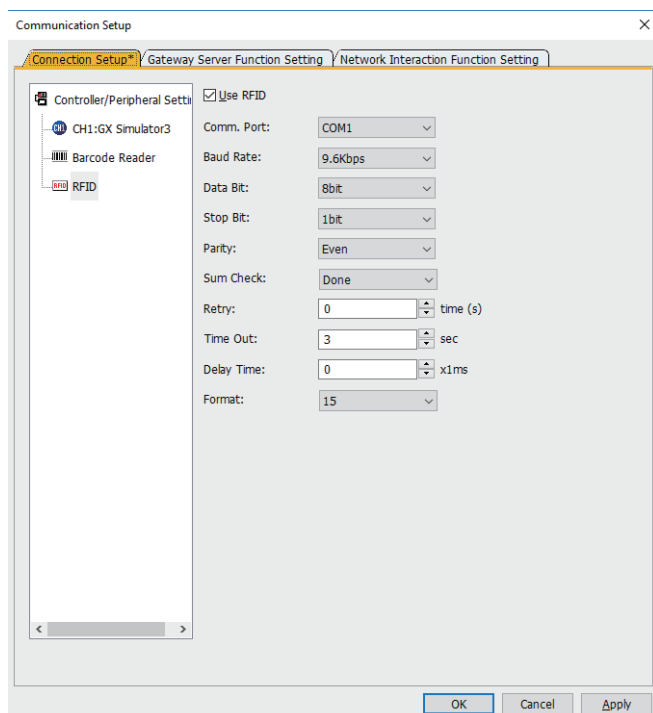 Communication Setup
Connection Setup* Gateway Server Function Setting Network Interaction Function Setting
Controller/Peripheral Setti
CH1 CH1:GX Simulator3
Barcode Reader
RFID RFID
Use RFID
Comm. Port: COM1
Baud Rate: 9.6Kbps
Data Bit: 8bit
Stop Bit: 1bit
Parity: Even
Sum Check: Done
Retry: 0 time (s)
Time Out: 3 sec
Delay Time: 0 x1ms
Format: 15
OK Cancel Apply